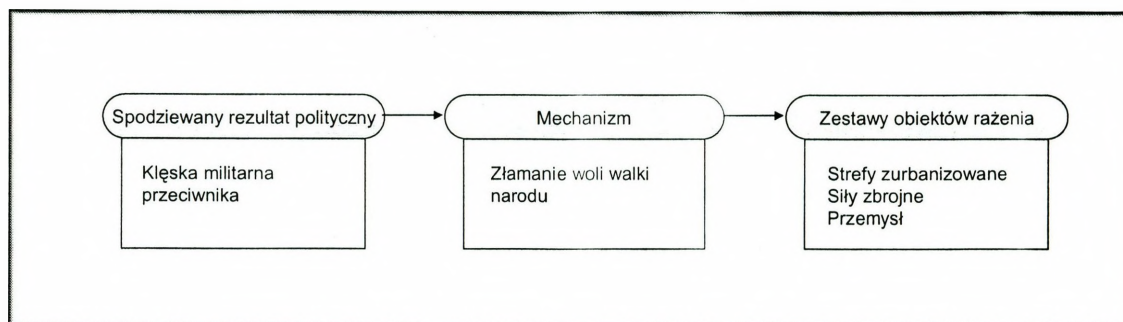 Spodziewany rezultat polityczny
Klęska militarna
przeciwnika
Mechanizm
Złamanie woli walki
narodu
Zestawy obiektów rażenia
Strefy zurbanizowane
Siły zbrojne
Przemysł